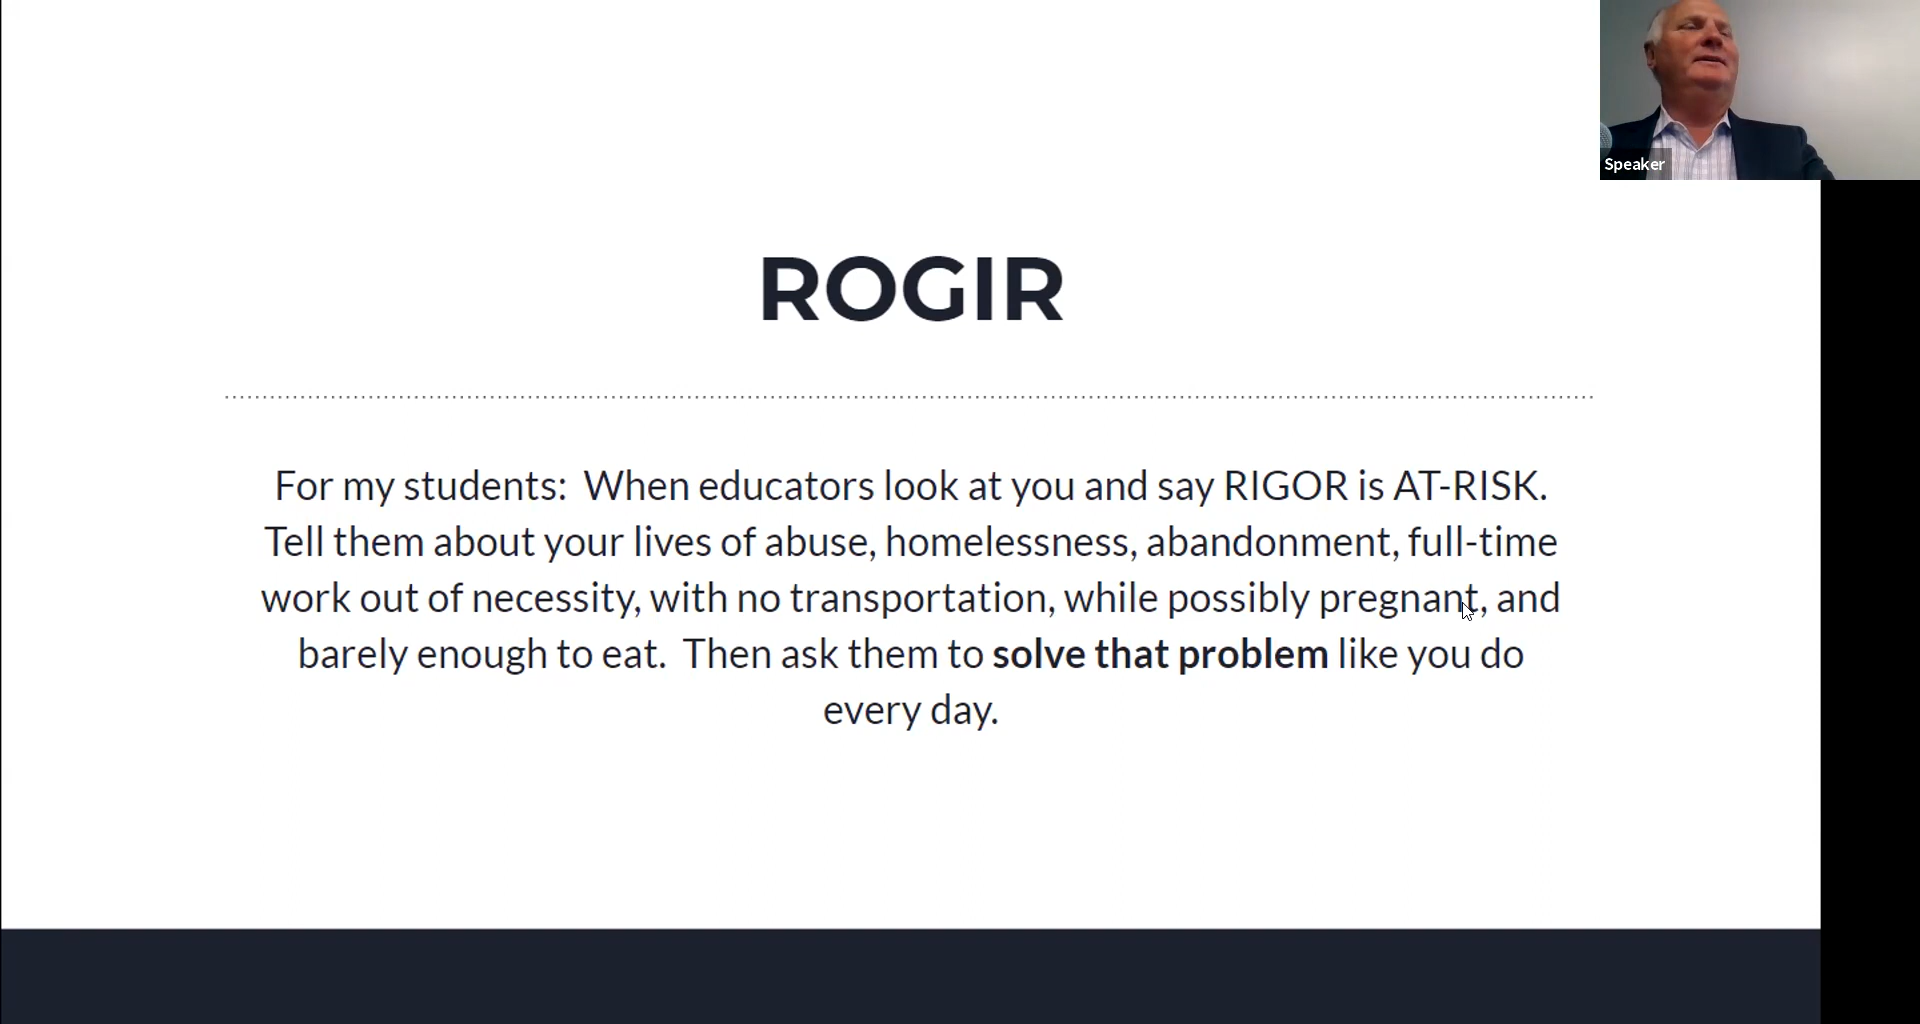 Speaker
ROGIR
For my students:  When educators look at you and say RIGOR is AT-RISK.
Tell them about your lives of abuse, homelessness, abandonment, full-time
work out of necessity, with no transportation, while possibly pregnant, and
barely enough to eat.  Then ask them to solve that problem like you do
every day.